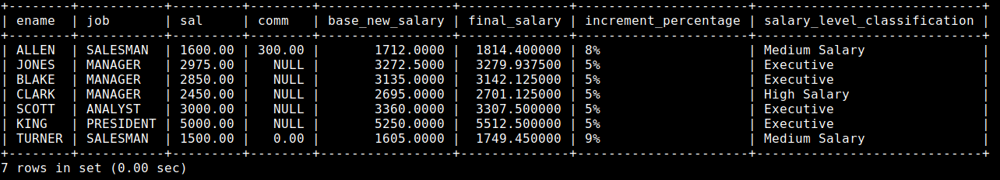 +--------+-----------+---------+--------+-----------------+--------------+----------------------+-----------------------------+
| ename  | job       | sal     | comm   | base_new_salary | final_salary | increment_percentage | salary_level_classification |
+--------+-----------+---------+--------+-----------------+--------------+----------------------+-----------------------------+
| ALLEN  | SALESMAN  | 1600.00 | 300.00 |       1712.0000 |  1814.400000 | 8%                   | Medium Salary               |
| JONES  | MANAGER   | 2975.00 |   NULL |       3272.5000 |  3279.937500 | 5%                   | Executive                   |
| BLAKE  | MANAGER   | 2850.00 |   NULL |       3135.0000 |  3142.125000 | 5%                   | Executive                   |
| CLARK  | MANAGER   | 2450.00 |   NULL |       2695.0000 |  2701.125000 | 5%                   | High Salary                 |
| SCOTT  | ANALYST   | 3000.00 |   NULL |       3360.0000 |  3307.500000 | 5%                   | Executive                   |
| KING   | PRESIDENT | 5000.00 |   NULL |       5250.0000 |  5512.500000 | 5%                   | Executive                   |
| TURNER | SALESMAN  | 1500.00 |   0.00 |       1605.0000 |  1749.450000 | 9%                   | Medium Salary               |
+--------+-----------+---------+--------+-----------------+--------------+----------------------+-----------------------------+
7 rows in set (0.00 sec)